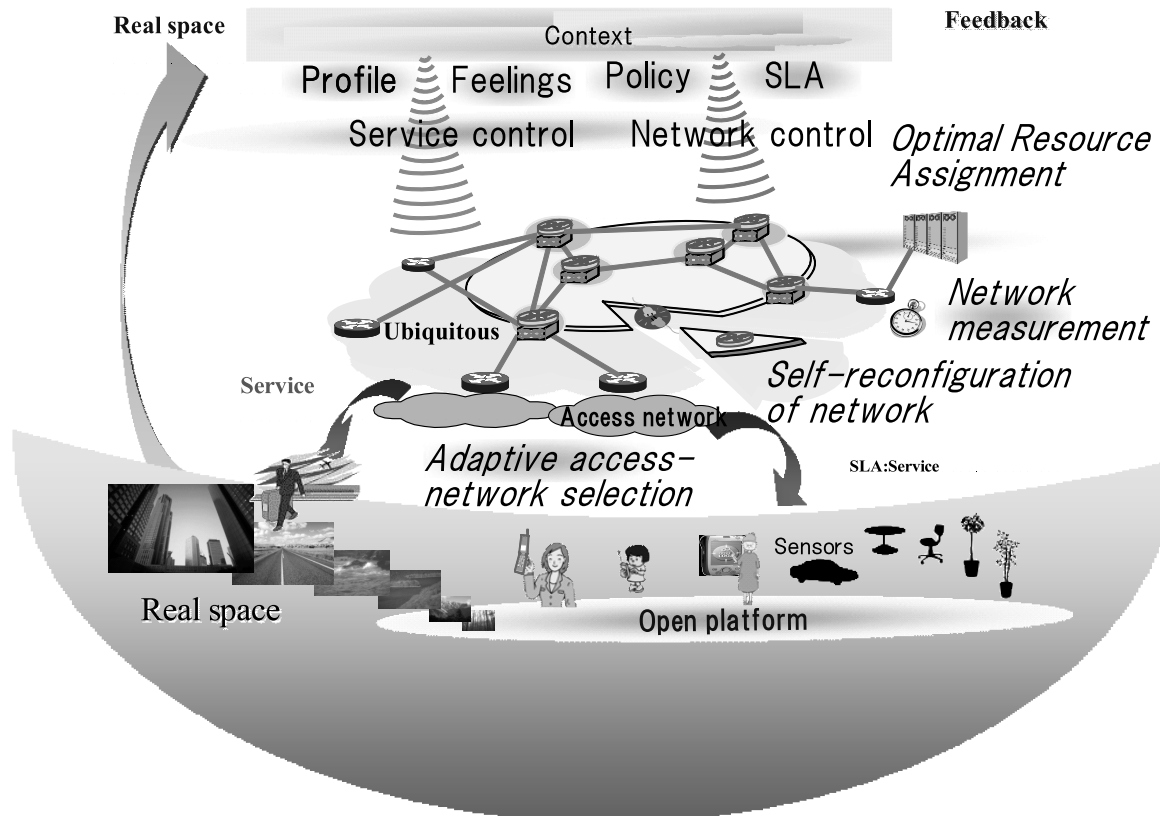 Real space
Feedback
Context
Profile
Feelings
Policy
SLA
Service control
Network control
Optimal Resource
Assignment
Network
measurement
Ubiquitous
Self-reconfiguration
of network
Service
Access network
Adaptive access-
network selection
SLA:Service
Sensors
Real space
Open platform